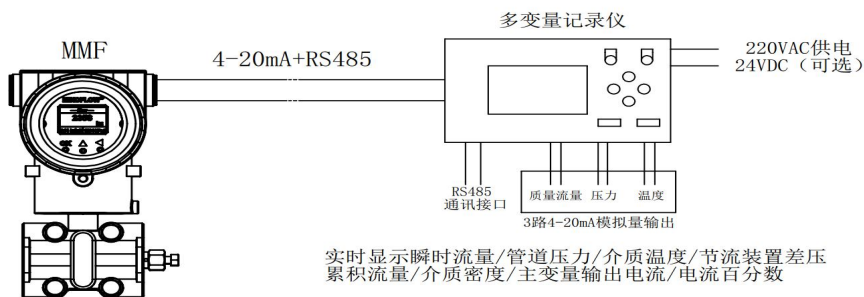 多变量记录仪
MMF
4-20mA+RS485
220VAC供电
24VDC（可选）
OK
RS485
通讯接口
质量流量 压力 温度
3路4-20mA模拟量输出
实时显示瞬时流量/管道压力/介质温度/节流装置差压
累积流量/介质密度/主变量输出电流/电流百分数